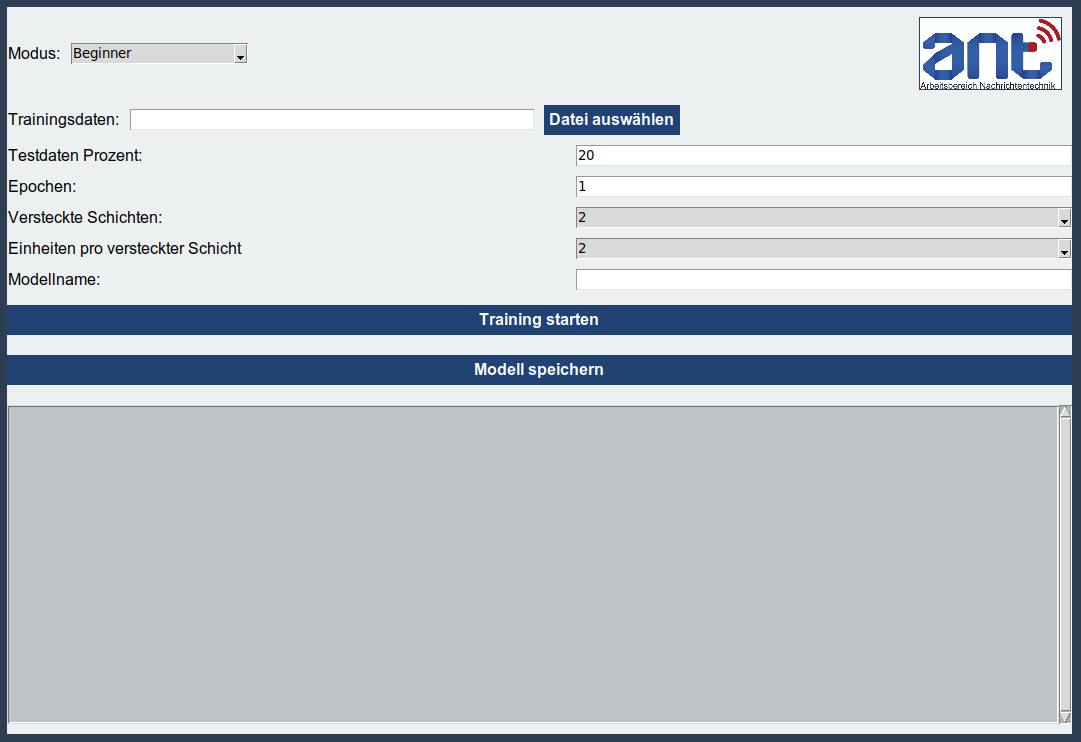 Modus: Beginner
ant
Arbeitsbereich Nachrichtentechnik
Trainingsdaten: Datei auswählen
Testdaten Prozent: 20
Epochen: 1
Versteckte Schichten: 2
Einheiten pro versteckter Schicht 2
Modellname:
Training starten
Modell speichern